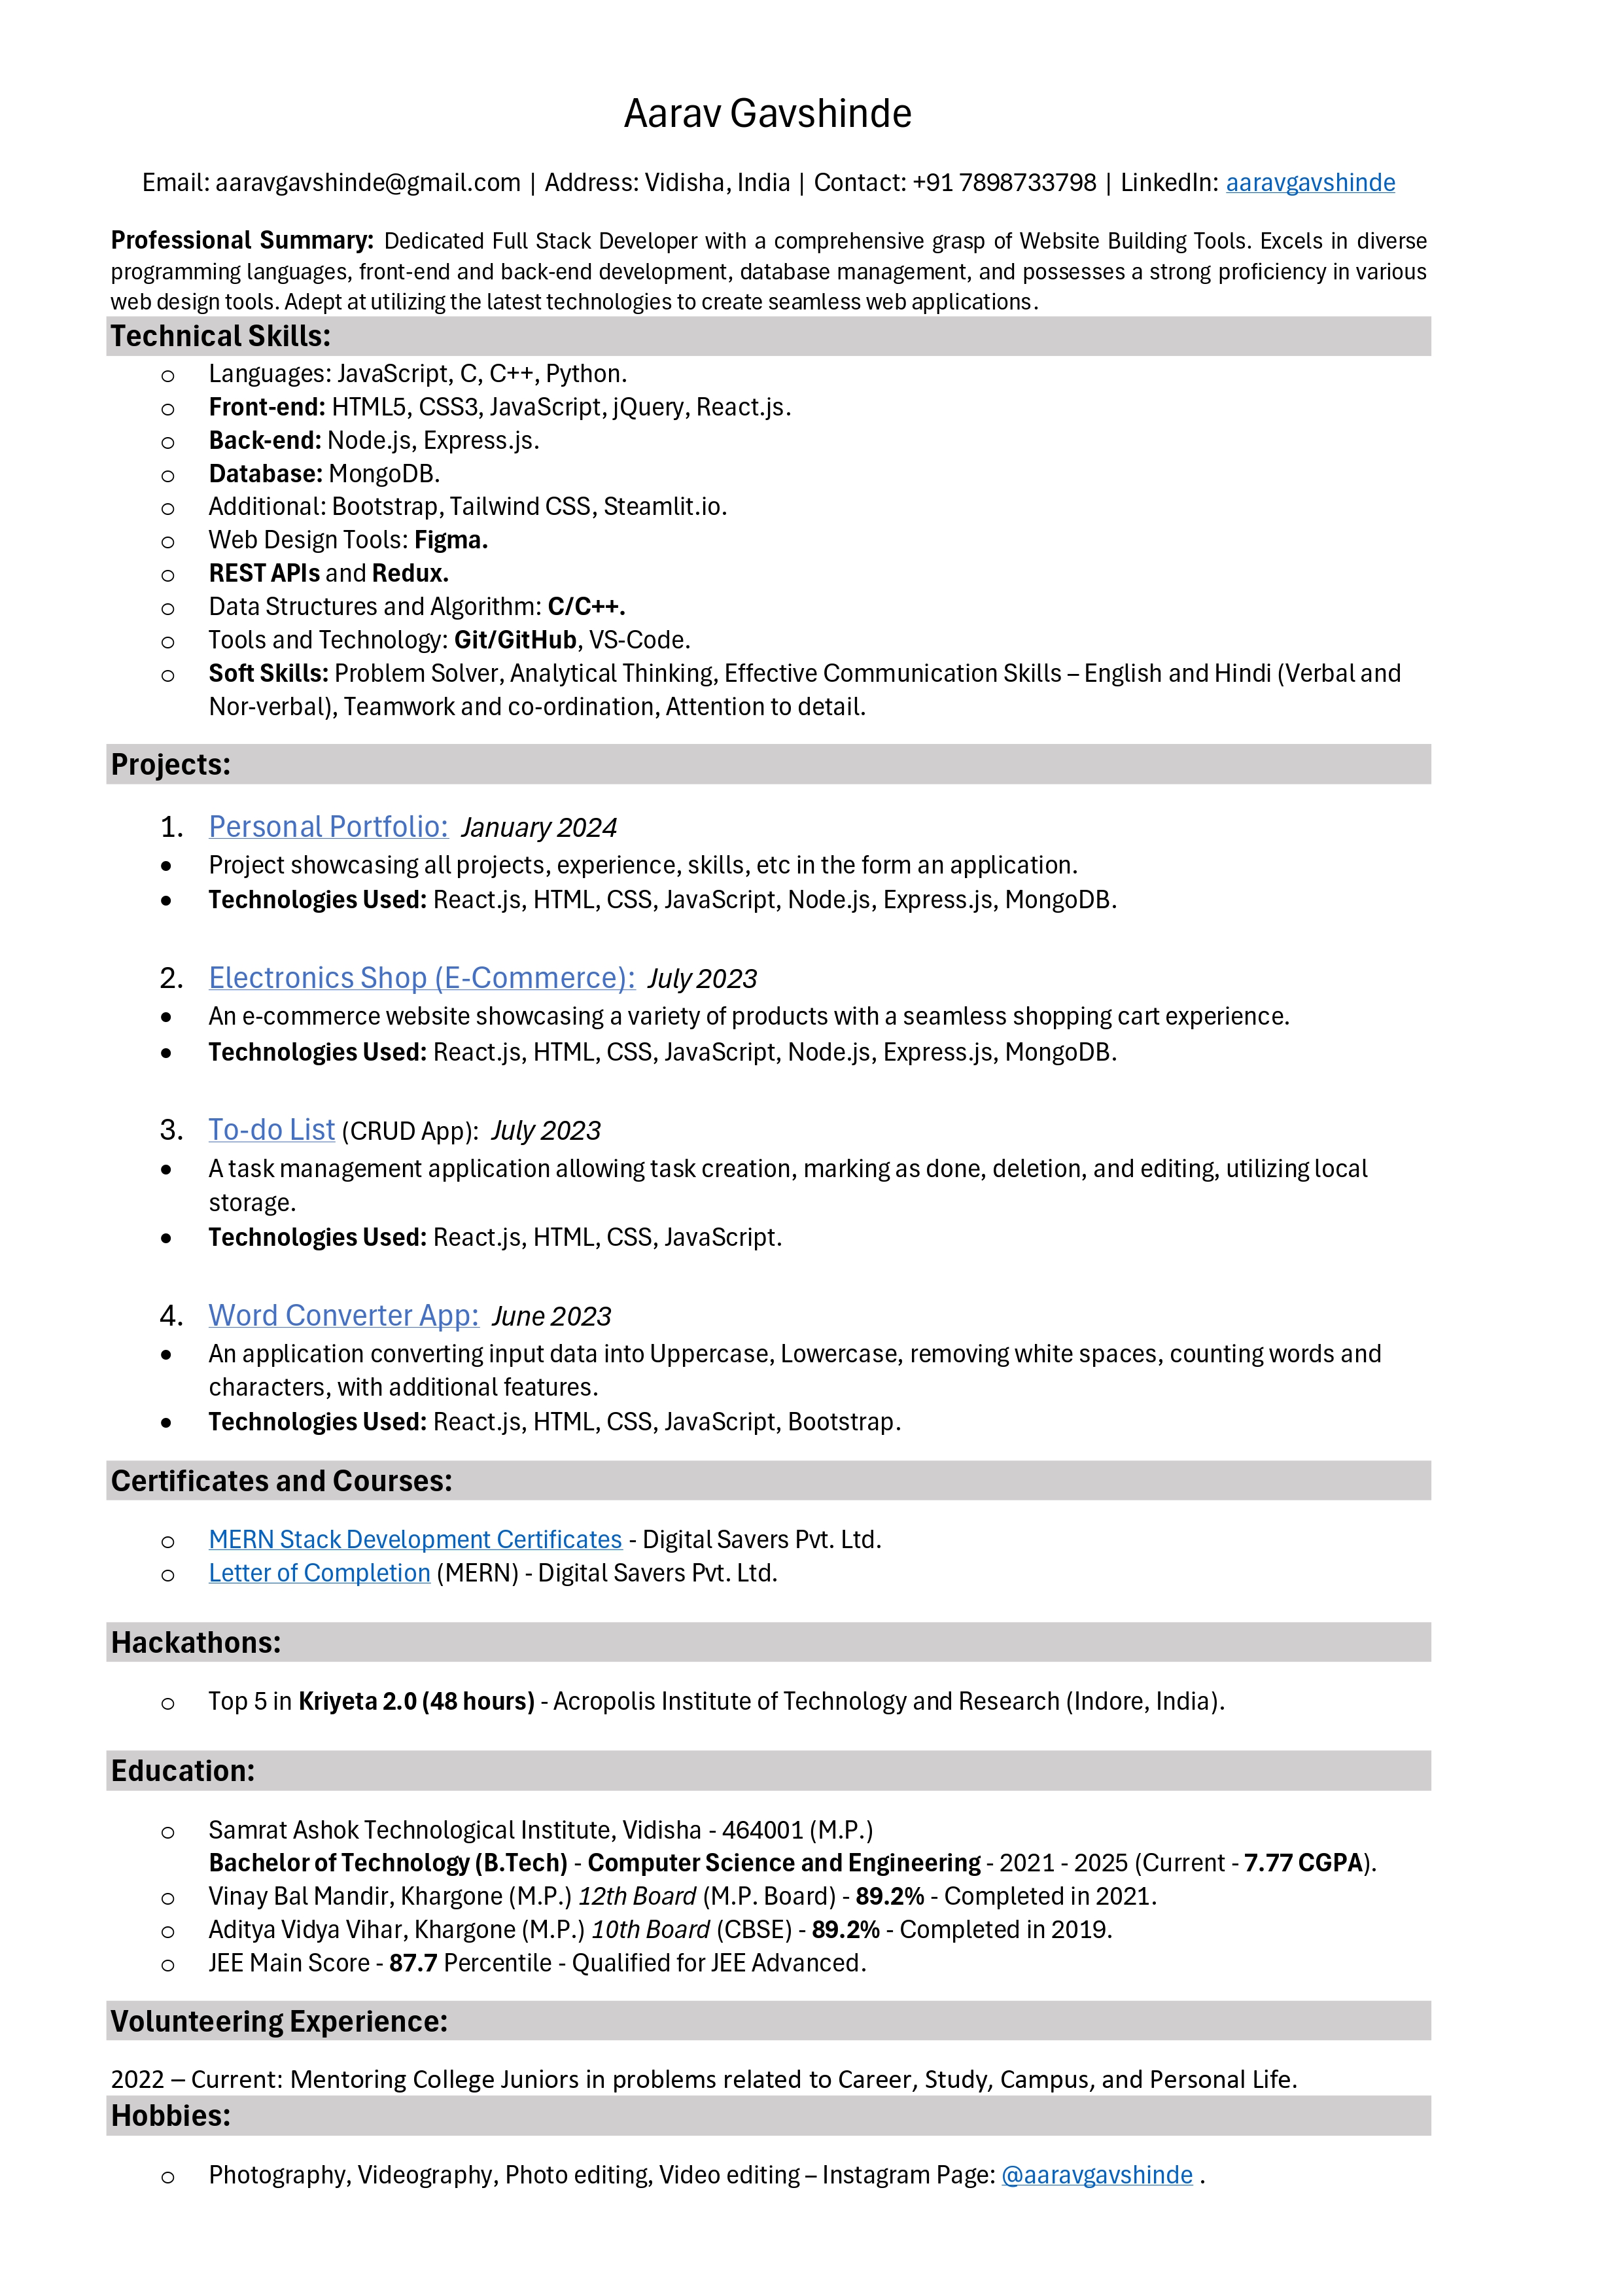 Aarav Gavshinde
Email: aaravgavshinde@gmail.com | Address: Vidisha, India | Contact: +91 7898733798 | LinkedIn: aaravgavshinde
Professional Summary: Dedicated Full Stack Developer with a comprehensive grasp of Website Building Tools. Excels in diverse
programming languages, front-end and back-end development, database management, and possesses a strong proficiency in various
web design tools. Adept at utilizing the latest technologies to create seamless web applications.
Technical Skills:
o Languages: JavaScript, C, C++, Python.
o Front-end: HTML5, CSS3, JavaScript, jQuery, React.js.
o Back-end: Node.js, Express.js.
o Database: MongoDB.
o Additional: Bootstrap, Tailwind CSS, Steamlit.io.
o Web Design Tools: Figma.
o REST APIs and Redux.
o Data Structures and Algorithm: C/C++.
o Tools and Technology: Git/GitHub, VS-Code.
o Soft Skills: Problem Solver, Analytical Thinking, Effective Communication Skills – English and Hindi (Verbal and
Nor-verbal), Teamwork and co-ordination, Attention to detail.
Projects:
1. Personal Portfolio: January 2024
• Project showcasing all projects, experience, skills, etc in the form an application.
• Technologies Used: React.js, HTML, CSS, JavaScript, Node.js, Express.js, MongoDB.
2. Electronics Shop (E-Commerce): July 2023
• An e-commerce website showcasing a variety of products with a seamless shopping cart experience.
• Technologies Used: React.js, HTML, CSS, JavaScript, Node.js, Express.js, MongoDB.
3. To-do List (CRUD App): July 2023
• A task management application allowing task creation, marking as done, deletion, and editing, utilizing local
storage.
• Technologies Used: React.js, HTML, CSS, JavaScript.
4. Word Converter App: June 2023
• An application converting input data into Uppercase, Lowercase, removing white spaces, counting words and
characters, with additional features.
• Technologies Used: React.js, HTML, CSS, JavaScript, Bootstrap.
Certificates and Courses:
o MERN Stack Development Certificates - Digital Savers Pvt. Ltd.
o Letter of Completion (MERN) - Digital Savers Pvt. Ltd.
Hackathons:
o Top 5 in Kriyeta 2.0 (48 hours) - Acropolis Institute of Technology and Research (Indore, India).
Education:
o Samrat Ashok Technological Institute, Vidisha - 464001 (M.P.)
Bachelor of Technology (B.Tech) - Computer Science and Engineering - 2021 - 2025 (Current - 7.77 CGPA).
o Vinay Bal Mandir, Khargone (M.P.) 12th Board (M.P. Board) - 89.2% - Completed in 2021.
o Aditya Vidya Vihar, Khargone (M.P.) 10th Board (CBSE) - 89.2% - Completed in 2019.
o JEE Main Score - 87.7 Percentile - Qualified for JEE Advanced.
Volunteering Experience:
2022 – Current: Mentoring College Juniors in problems related to Career, Study, Campus, and Personal Life.
Hobbies:
o Photography, Videography, Photo editing, Video editing – Instagram Page: @aaravgavshinde .